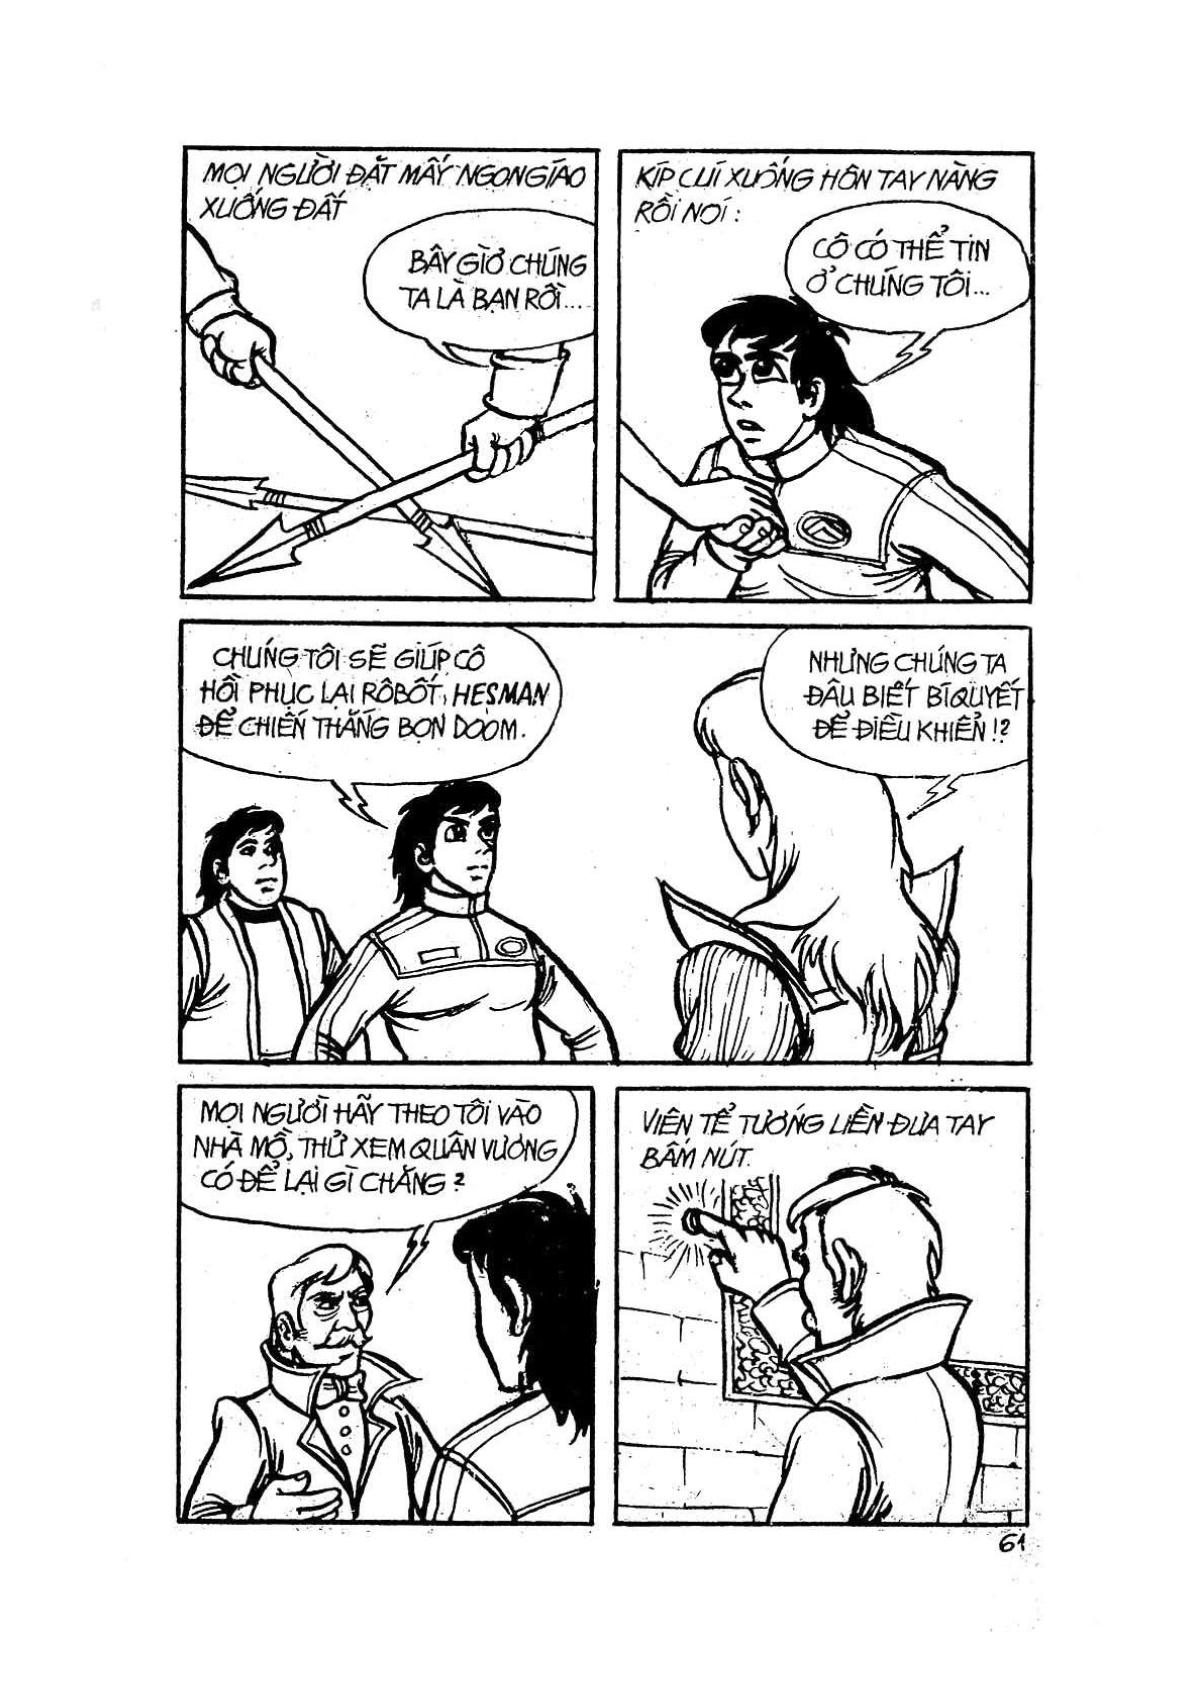 MỌI NGƯỜI ĐẶT MẤY NGỌN GIÁO
XUỐNG ĐẤT
BÂY GIỜ CHÚNG
TA LÀ BẠN RỒI...
KÍP CUÍ XUỐNG HÔN TAY NÀNG
RỒI NOÍ :
CÔ CÓ THỂ TIN
Ở CHÚNG TÔI...
CHÚNG TÔI SẼ GIÚP CÔ
HỒI PHỤC LẠI RÔBỐT, HESMAN
ĐỂ CHIẾN THẮNG BỌN DOOM.
NHƯNG CHÚNG TA
ĐÂU BIẾT BÍ QUYẾT
ĐỂ ĐIỀU KHIỂN !?
MỌI NGƯỜI HÃY THEO TÔI VÀO
NHÀ MỒ, THỬ XEM QUÂN VƯƠNG
CÓ ĐỂ LẠI GÌ CHĂNG ?
VIÊN TỂ TƯỚNG LIỀN ĐƯA TAY
BẤM NÚT.
61